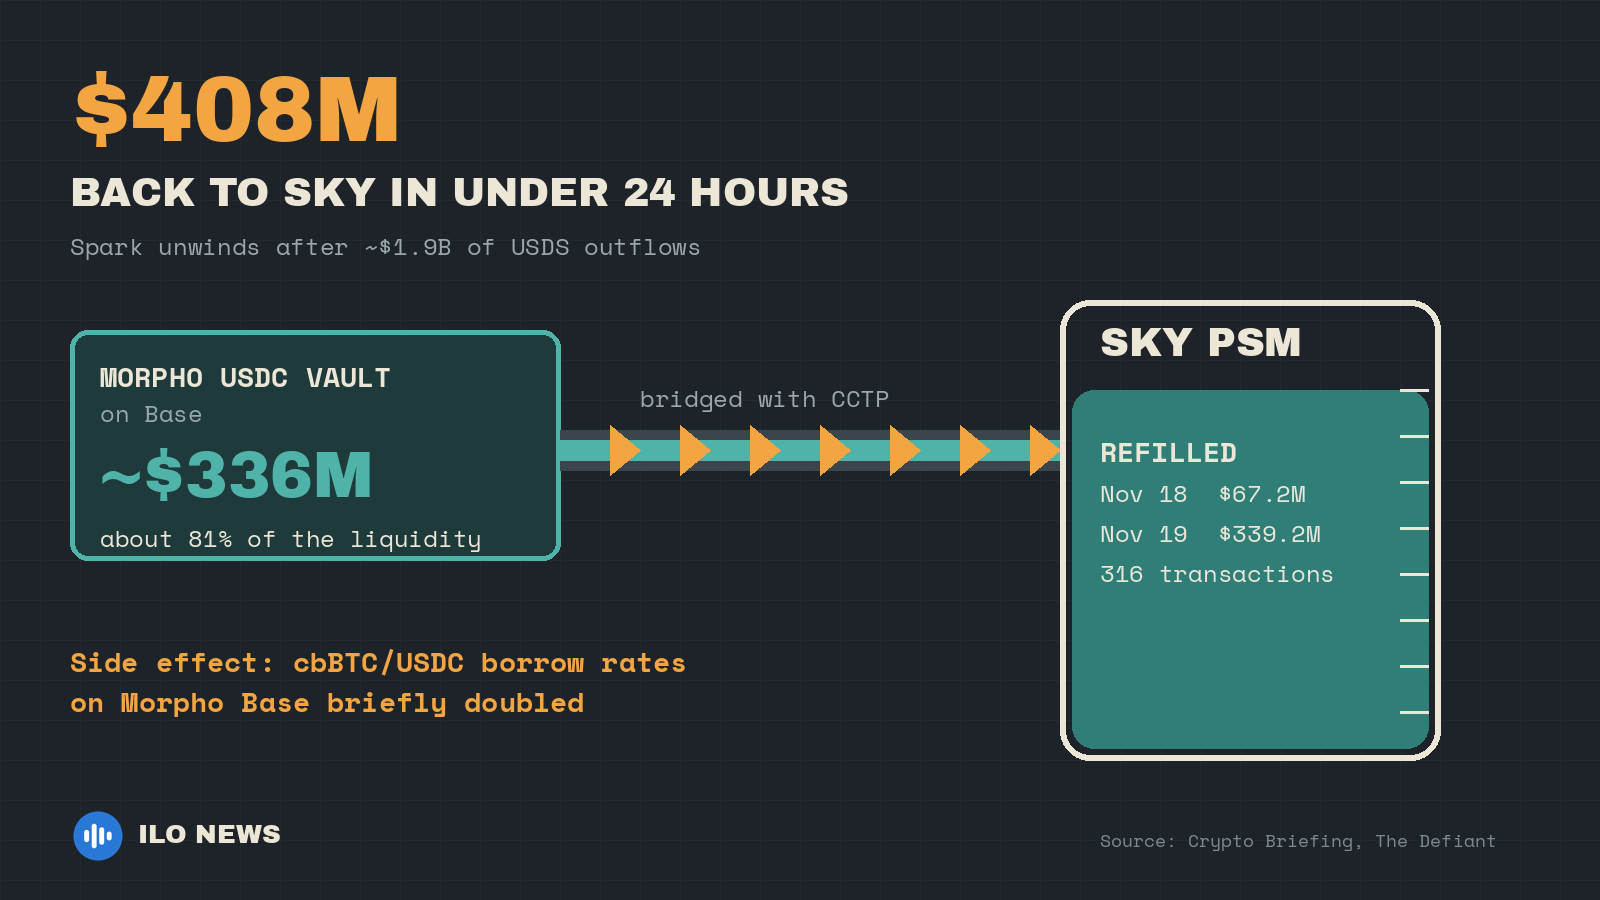 $408M
BACK TO SKY IN UNDER 24 HOURS
Spark unwinds after ~$1.9B of USDS outflows
MORPHO USDC VAULT
on Base
~$336M
about 81% of the liquidity
bridged with CCTP
SKY PSM
REFILLED
Nov 18 $67.2M
Nov 19 $339.2M
316 transactions
Side effect: cbBTC/USDC borrow rates
on Morpho Base briefly doubled
ILO NEWS
Source: Crypto Briefing, The Defiant